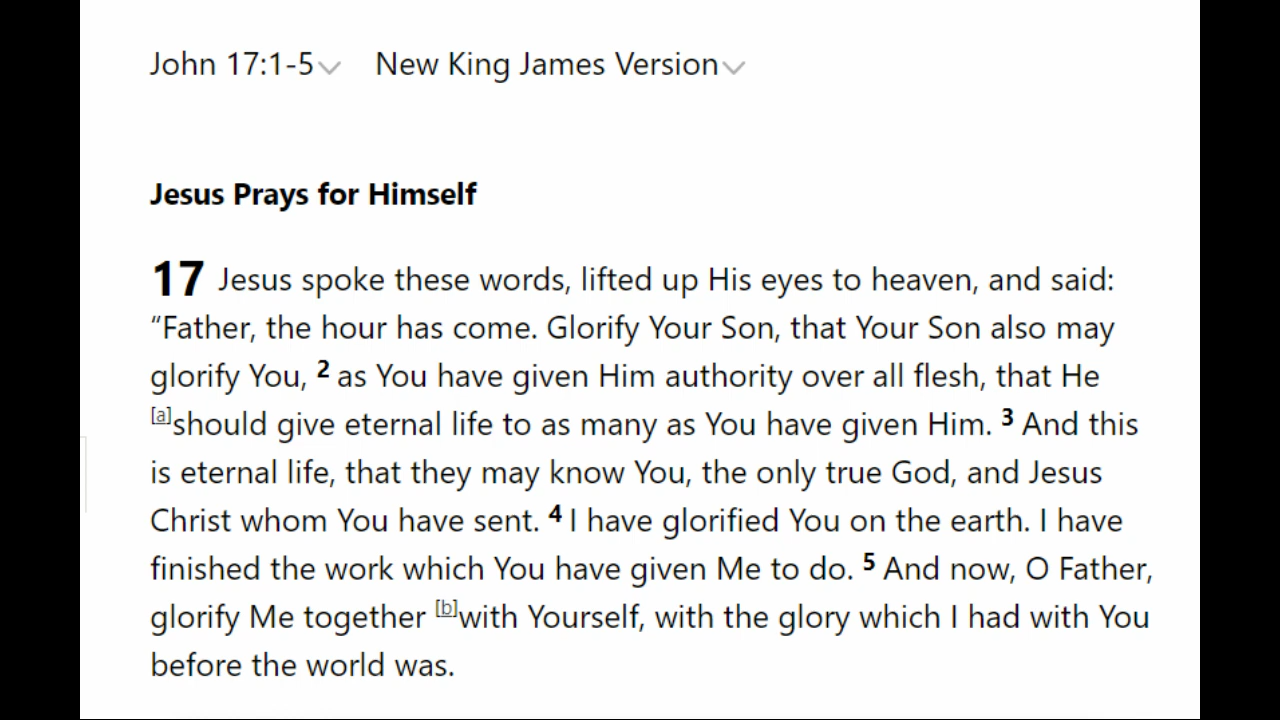 John 17:1-5 New King James Version
Jesus Prays for Himself
17 Jesus spoke these words, lifted up His eyes to heaven, and said:
“Father, the hour has come. Glorify Your Son, that Your Son also may
glorify You, 2 as You have given Him authority over all flesh, that He
[a]should give eternal life to as many as You have given Him. 3 And this
is eternal life, that they may know You, the only true God, and Jesus
Christ whom You have sent. 4 I have glorified You on the earth. I have
finished the work which You have given Me to do. 5 And now, O Father,
glorify Me together [b]with Yourself, with the glory which I had with You
before the world was.